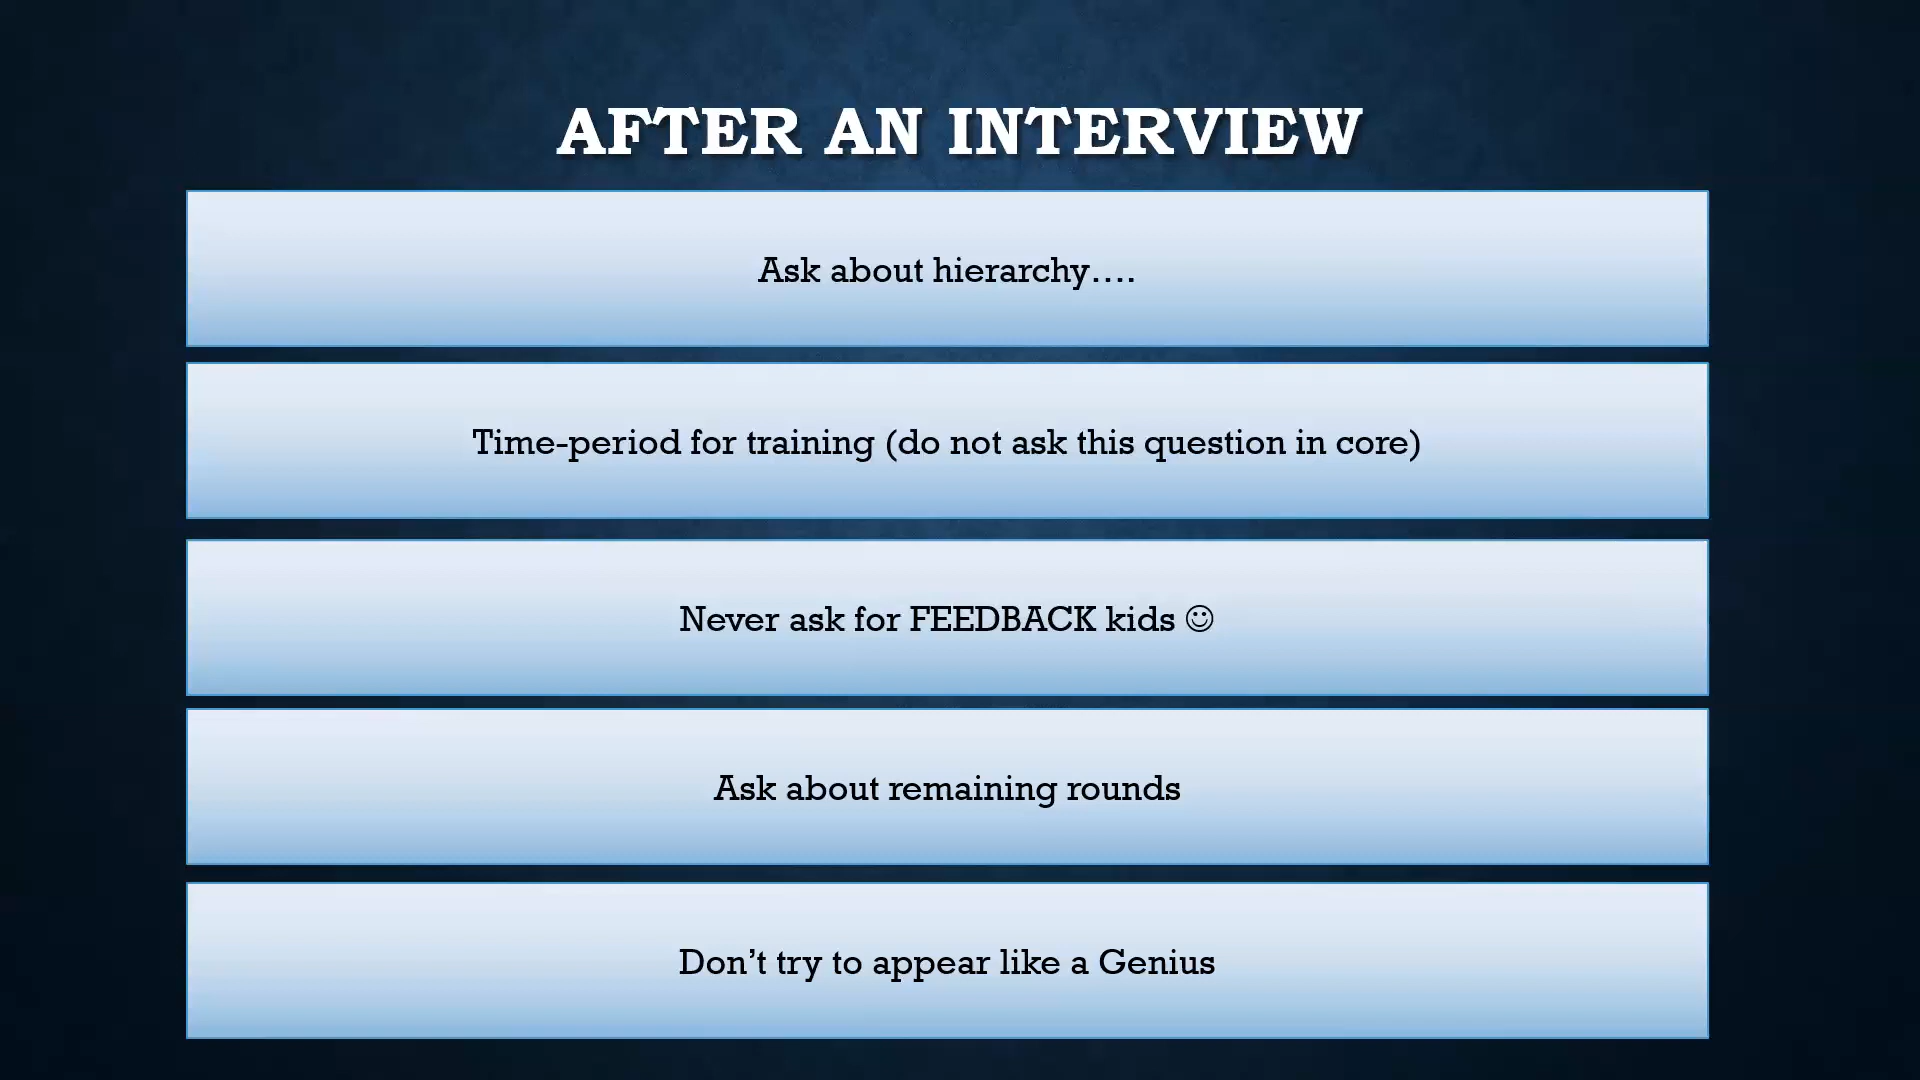 AFTER AN INTERVIEW
Ask about hierarchy....
Time-period for training (do not ask this question in core)
Never ask for FEEDBACK kids ☺
Ask about remaining rounds
Don’t try to appear like a Genius